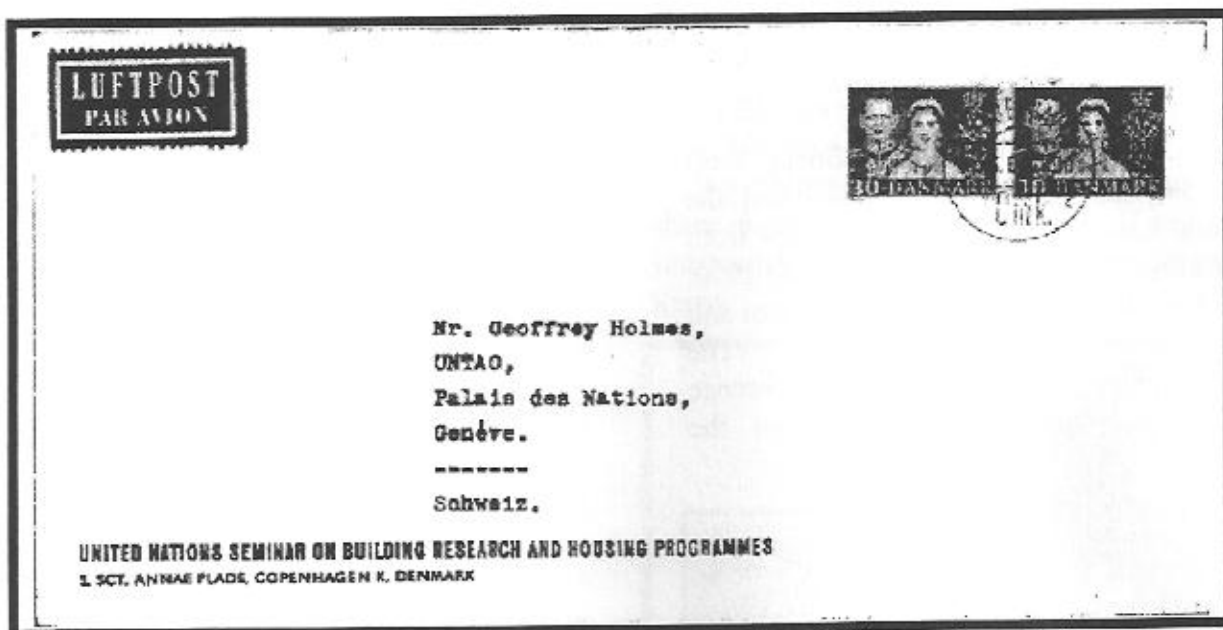 LUFTPOST
PAR AVION
30 DANMARK
DANMARK
Mr. Geoffrey Holmes,
UNTAO,
Palais des Nations,
Genève.
-------
Schweiz.
UNITED NATIONS SEMINAR ON BUILDING RESEARCH AND HOUSING PROGRAMMES
SCT. ANNAE PLADS, COPENHAGEN K, DENMARK